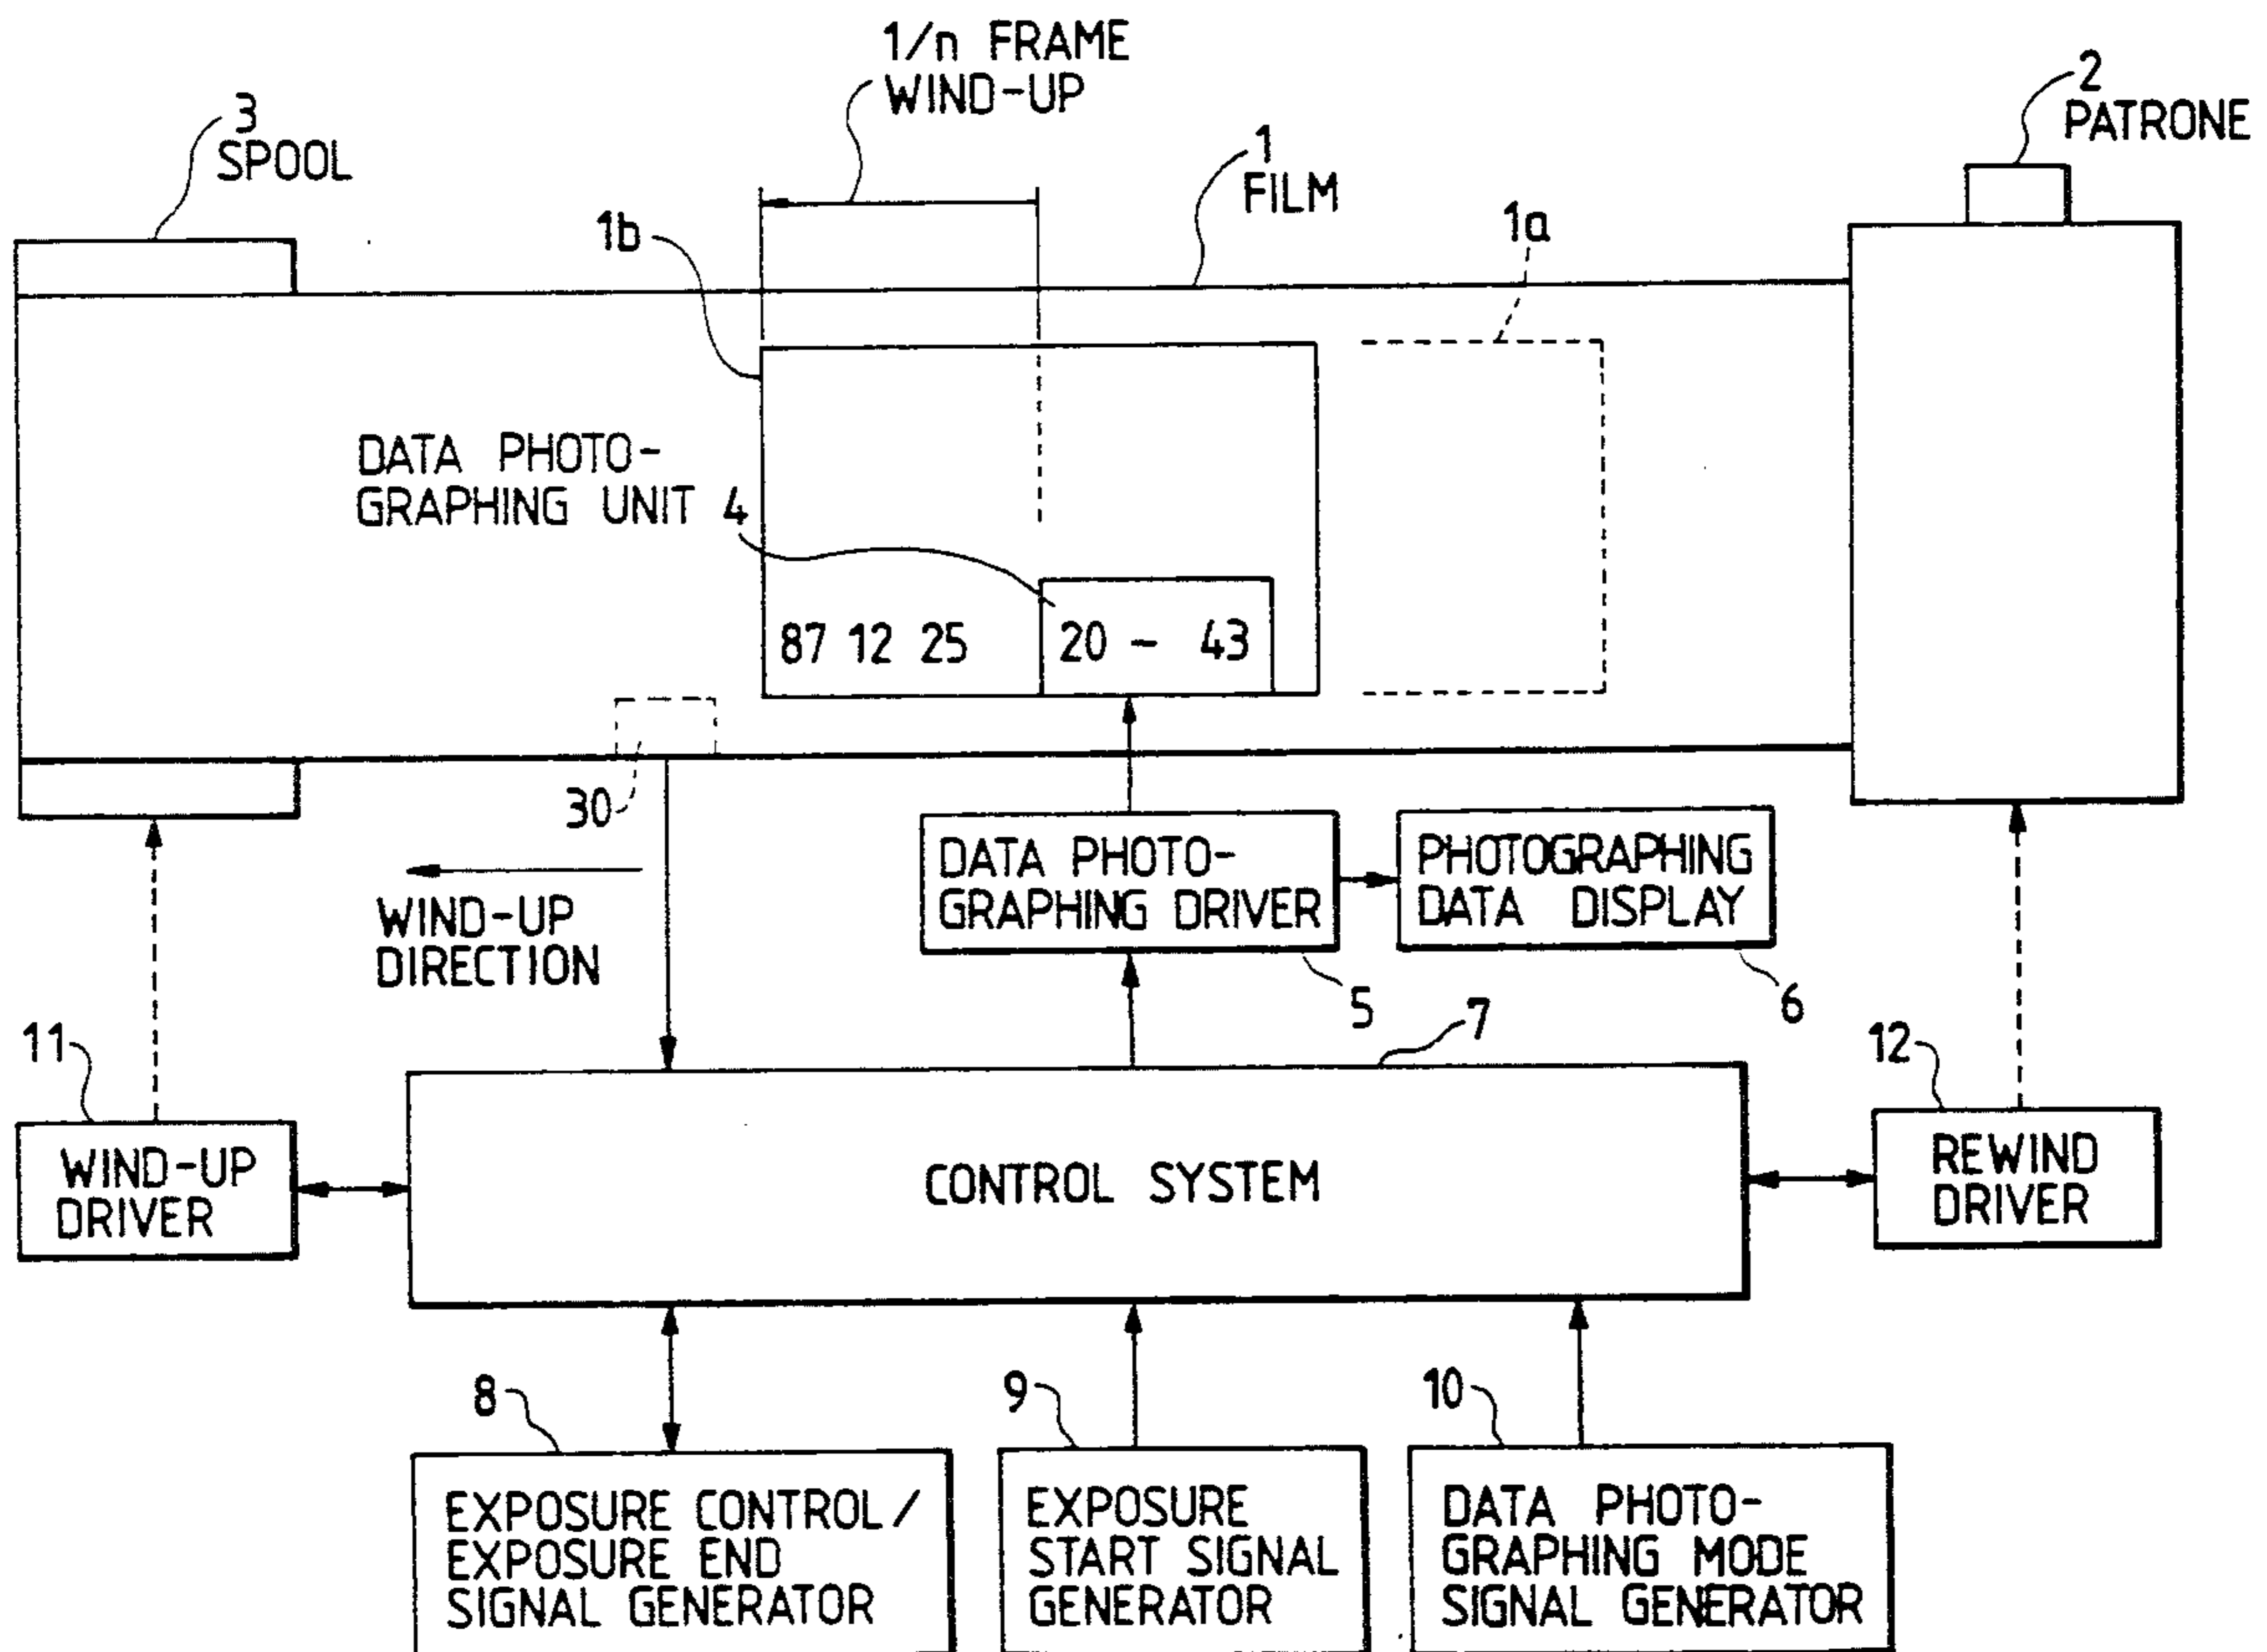 1/n FRAME
WIND-UP
2
PATRONE
3
SPOOL
1
FILM
1b
1a
DATA PHOTO-
GRAPHING UNIT 4
87 12 25
20 - 43
30
WIND-UP
DIRECTION
DATA PHOTO-
GRAPHING DRIVER
PHOTOGRAPHING
DATA DISPLAY
5
6
7
11
12
WIND-UP
DRIVER
CONTROL SYSTEM
REWIND
DRIVER
8
9
10
EXPOSURE CONTROL/
EXPOSURE END
SIGNAL GENERATOR
EXPOSURE
START SIGNAL
GENERATOR
DATA PHOTO-
GRAPHING MODE
SIGNAL GENERATOR